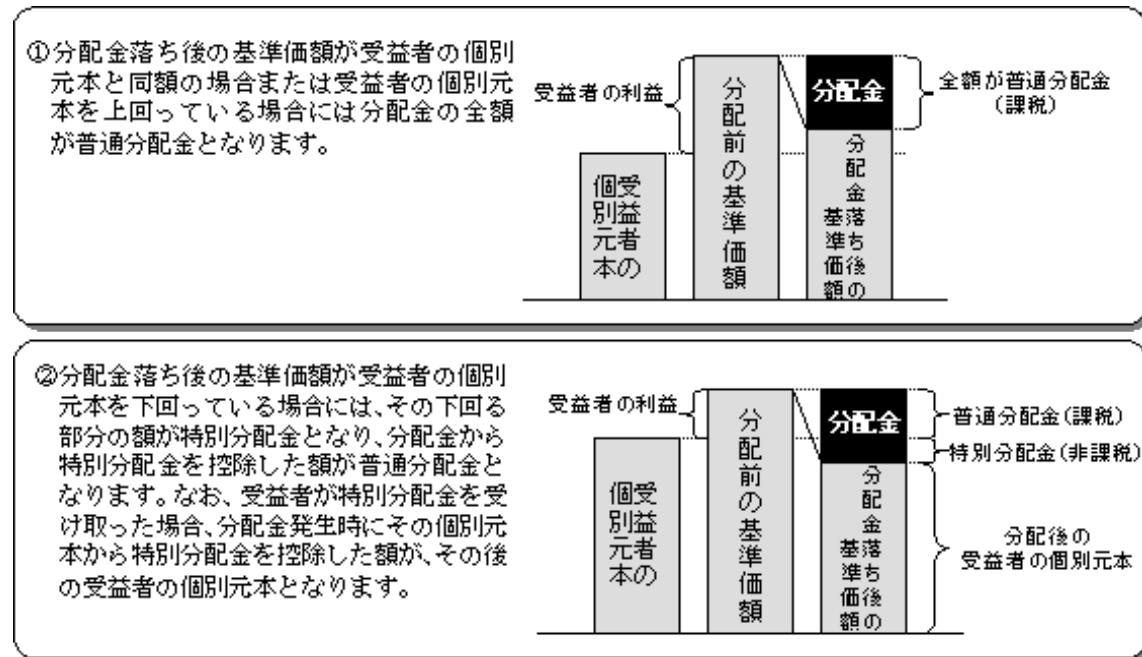 ①分配金落ち後の基準価額が受益者の個別
元本と同額の場合または受益者の個別元
本を上回っている場合には分配金の全額
が普通分配金となります。
受益者の利益
受益者の
個別元本
分配前の基準価額
分配金
分配金落ち後の
基準価額
全額が普通分配金
(課税)
②分配金落ち後の基準価額が受益者の個別
元本を下回っている場合には、その下回る
部分の額が特別分配金となり、分配金から
特別分配金を控除した額が普通分配金と
なります。なお、受益者が特別分配金を受
け取った場合、分配金発生時にその個別元
本から特別分配金を控除した額が、その後
の受益者の個別元本となります。
受益者の利益
受益者の
個別元本
分配前の基準価額
分配金
分配金落ち後の
基準価額
普通分配金(課税)
特別分配金(非課税)
分配後の
受益者の個別元本